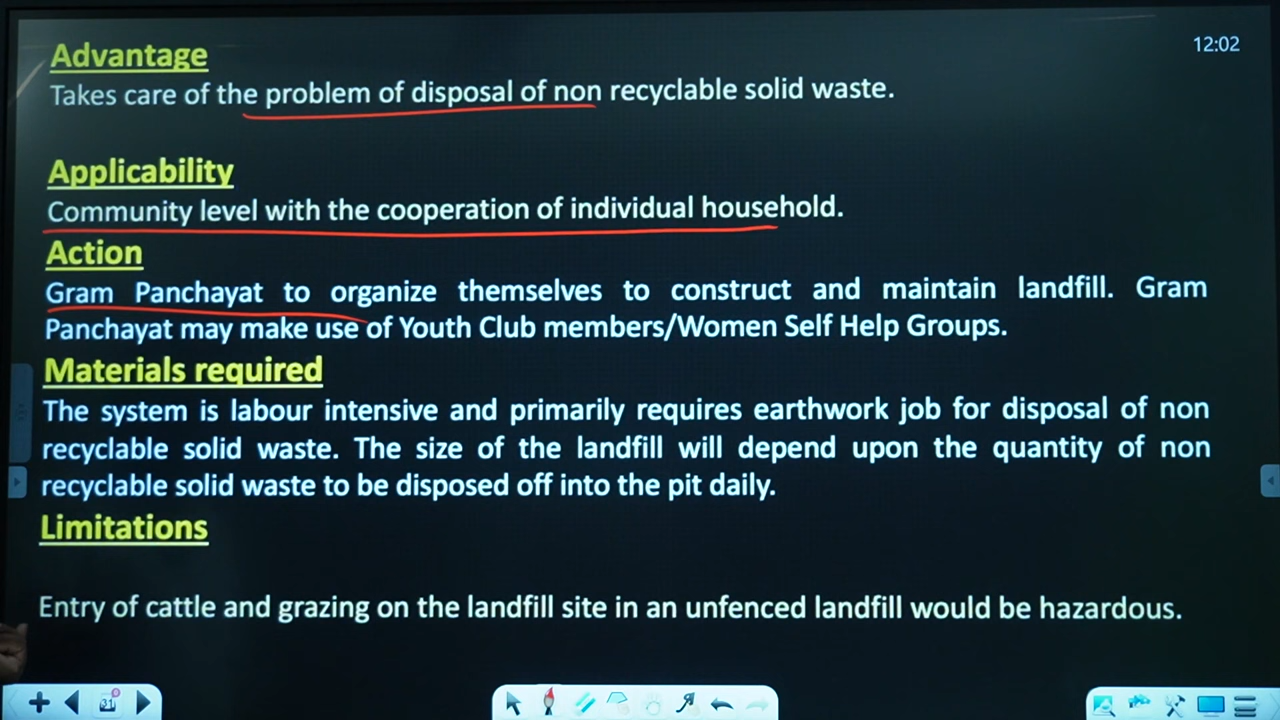 12:02
Advantage
Takes care of the problem of disposal of non recyclable solid waste.
Applicability
Community level with the cooperation of individual household.
Action
Gram Panchayat to organize themselves to construct and maintain landfill. Gram
Panchayat may make use of Youth Club members/Women Self Help Groups.
Materials required
The system is labour intensive and primarily requires earthwork job for disposal of non
recyclable solid waste. The size of the landfill will depend upon the quantity of non
recyclable solid waste to be disposed off into the pit daily.
Limitations
Entry of cattle and grazing on the landfill site in an unfenced landfill would be hazardous.
31